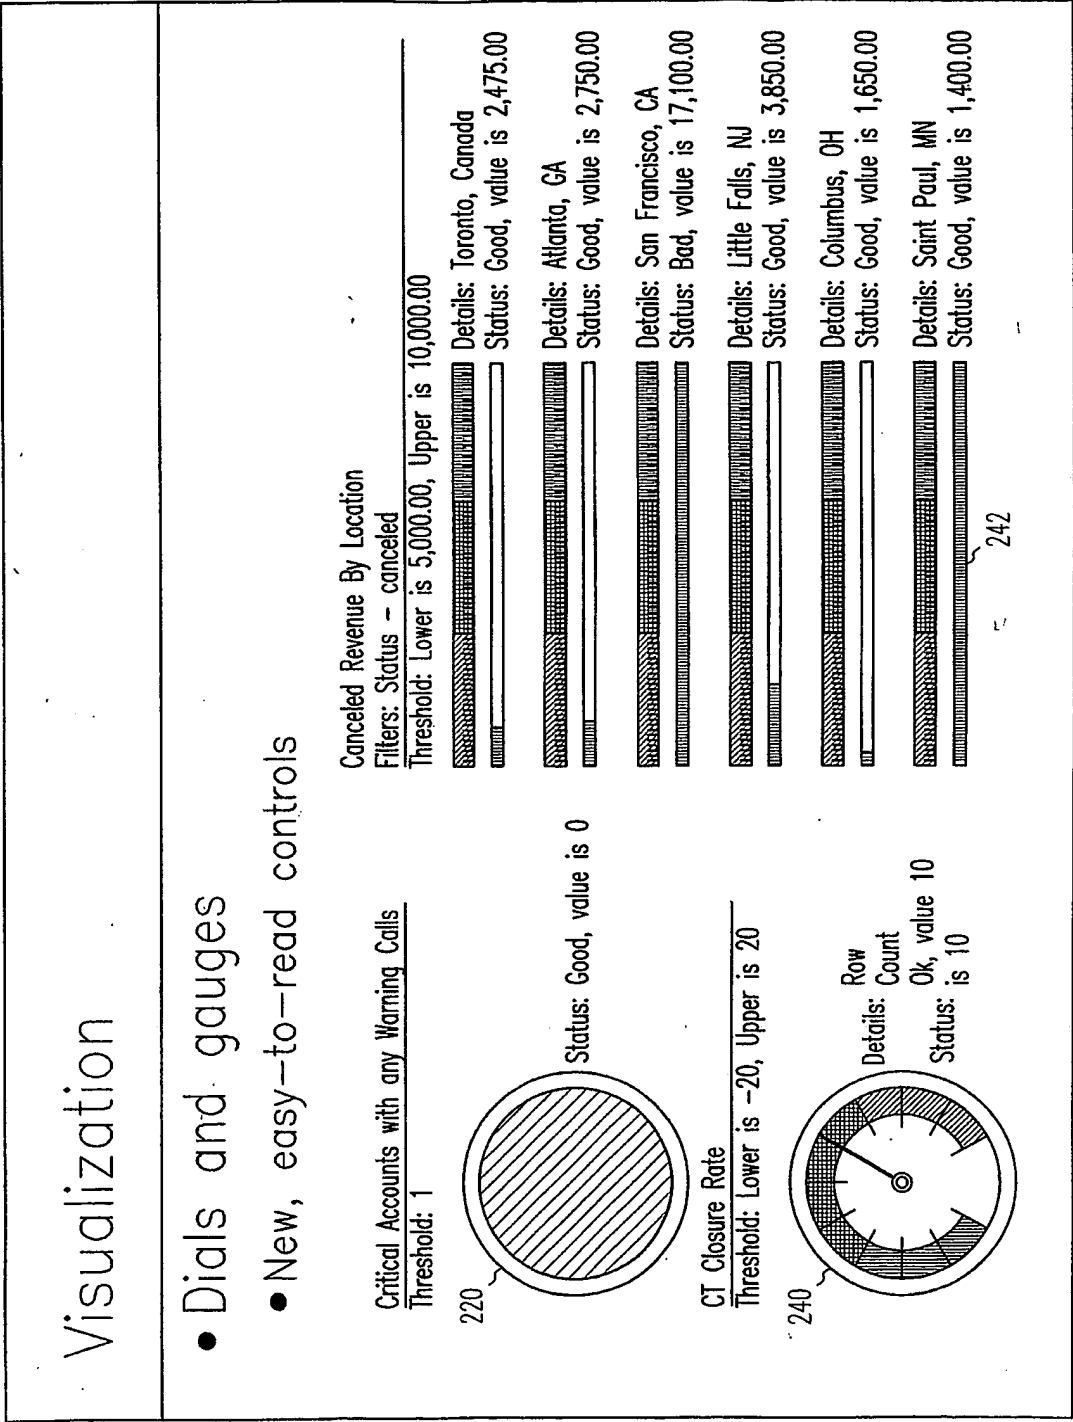 Visualization
• Dials and gauges
• New, easy-to-read controls
Critical Accounts with any Warning Calls
Threshold: 1
220
Status: Good, value is 0
CT Closure Rate
Threshold: Lower is -20, Upper is 20
240
Row
Details: Count
Ok, value 10
Status: is 10
Canceled Revenue By Location
Filters: Status - canceled
Threshold: Lower is 5,000.00, Upper is 10,000.00
Details: Toronto, Canada
Status: Good, value is 2,475.00
Details: Atlanta, GA
Status: Good, value is 2,750.00
Details: San Francisco, CA
Status: Bad, value is 17,100.00
Details: Little Falls, NJ
Status: Good, value is 3,850.00
Details: Columbus, OH
Status: Good, value is 1,650.00
Details: Saint Paul, MN
Status: Good, value is 1,400.00
242